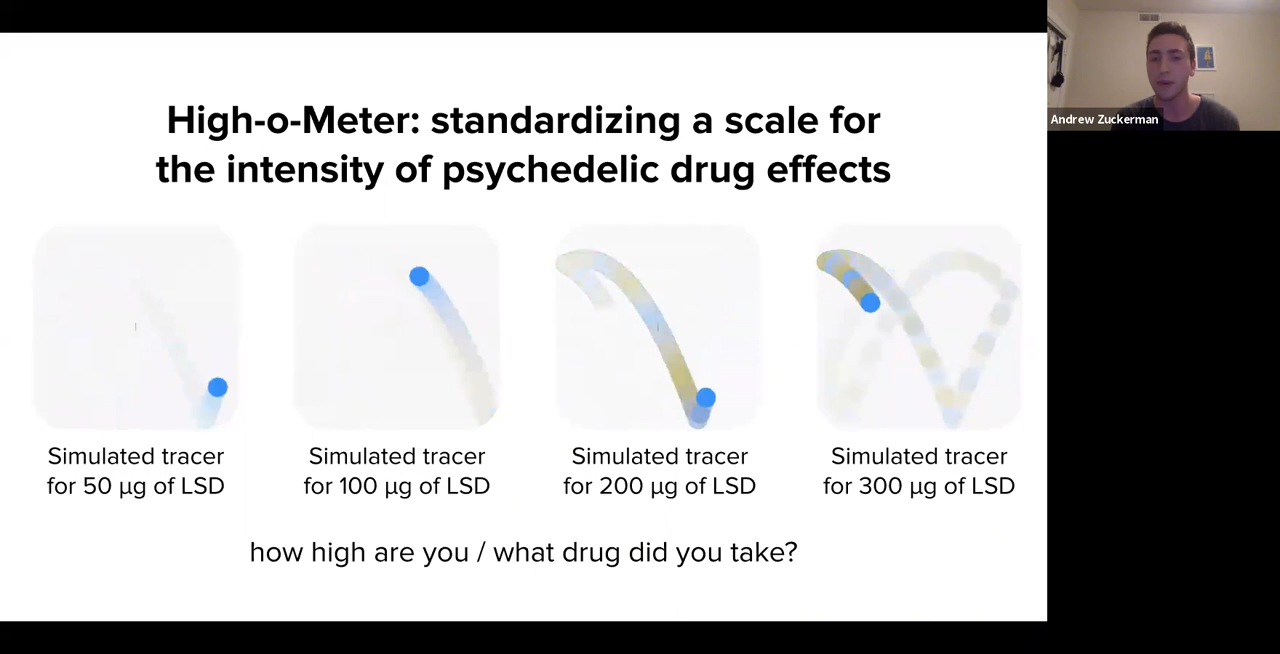 High-o-Meter: standardizing a scale for
the intensity of psychedelic drug effects
Simulated tracer
for 50 µg of LSD
Simulated tracer
for 100 µg of LSD
Simulated tracer
for 200 µg of LSD
Simulated tracer
for 300 µg of LSD
how high are you / what drug did you take?
Andrew Zuckerman